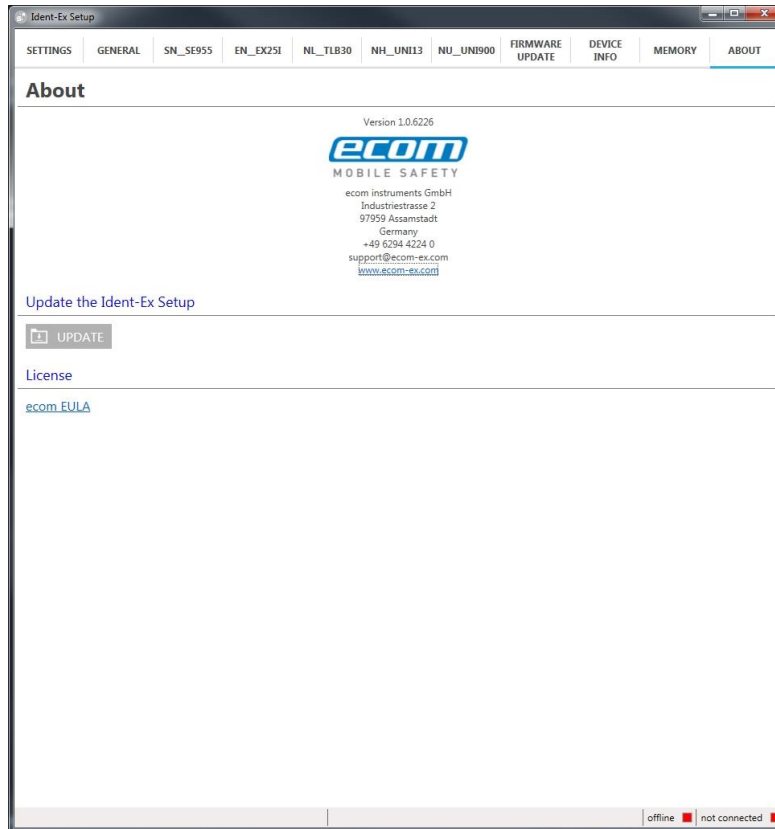 Ident-Ex Setup
SETTINGS GENERAL SN_SE955 EN_EX25I NL_TLB30 NH_UNI13 NU_UNI900 FIRMWARE UPDATE DEVICE INFO MEMORY ABOUT
About
Version 1.0.6226
ecom
MOBILE SAFETY
ecom instruments GmbH
Industriestrasse 2
97959 Assamstadt
Germany
+49 6294 4224 0
support@ecom-ex.com
www.ecom-ex.com
Update the Ident-Ex Setup
UPDATE
License
ecom EULA
offline not connected